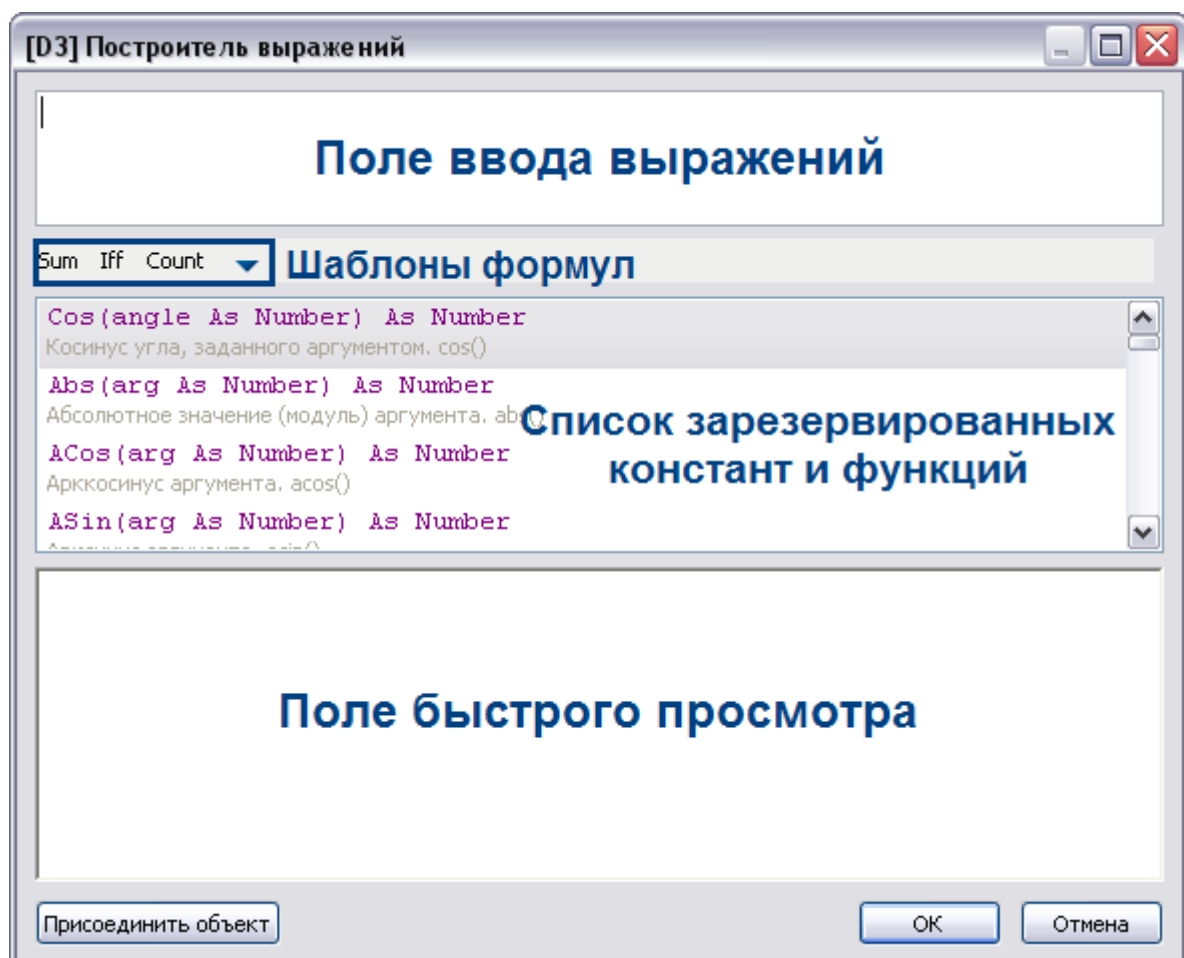 [D3] Построитель выражений
Поле ввода выражений
Sum Iff Count
Шаблоны формул
Cos(angle As Number) As Number
Косинус угла, заданного аргументом. cos()
Abs(arg As Number) As Number
Абсолютное значение (модуль) аргумента.
Список зарезервированных
констант и функций
ACos(arg As Number) As Number
Арккосинус аргумента. acos()
ASin(arg As Number) As Number
Поле быстрого просмотра
Присоединить объект
ОК
Отмена